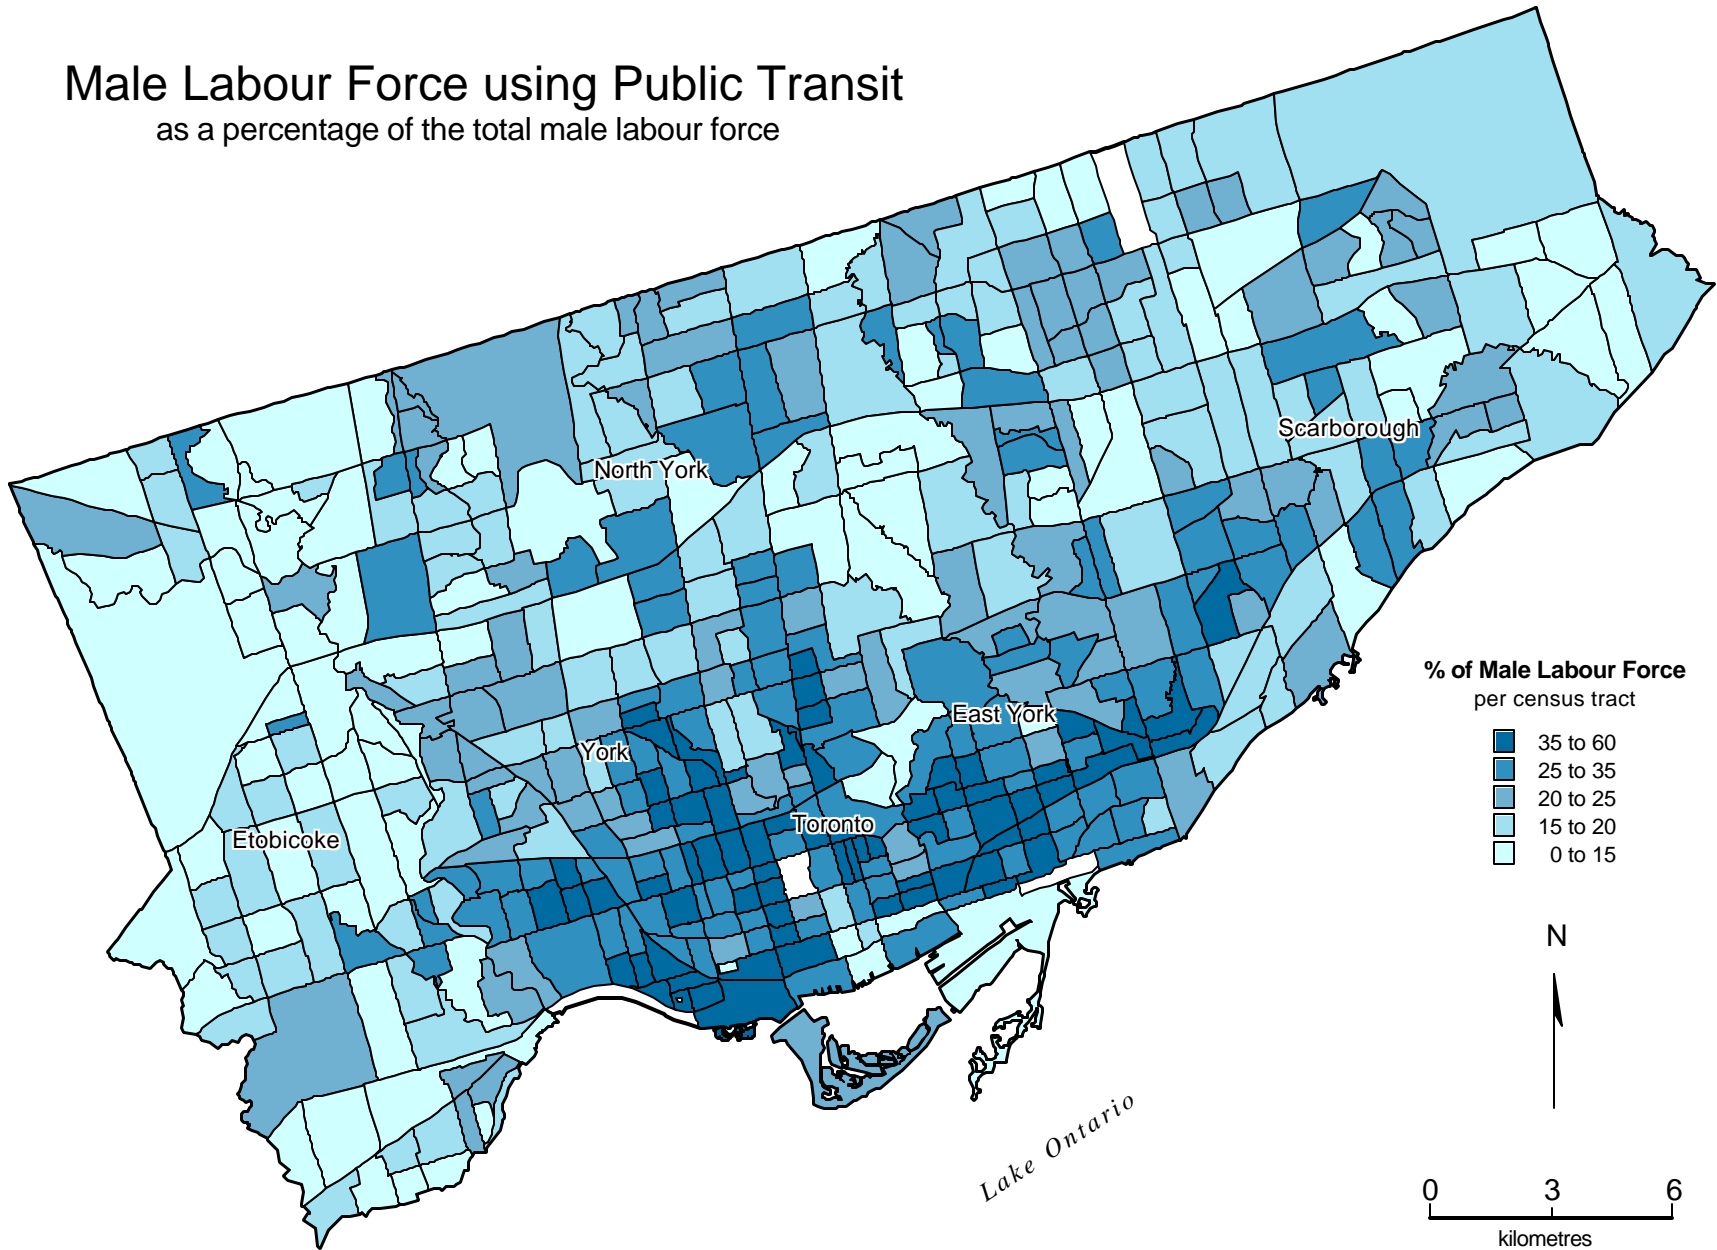 Male Labour Force using Public Transit
as a percentage of the total male labour force
North York
Scarborough
East York
York
Toronto
Etobicoke
% of Male Labour Force
per census tract
35 to 60
25 to 35
20 to 25
15 to 20
0 to 15
N
Lake Ontario
0 3 6
kilometres